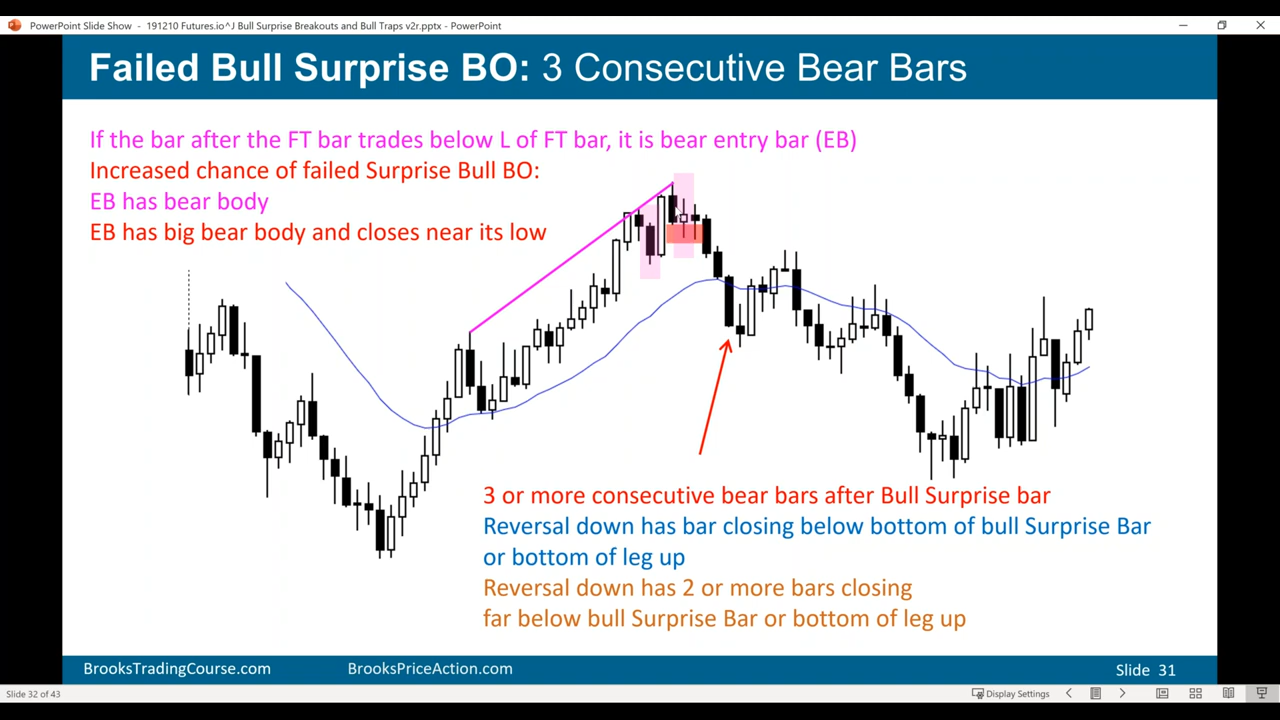 PowerPoint Slide Show - 191210 Futures.io^J Bull Surprise Breakouts and Bull Traps v2r.pptx - PowerPoint
Failed Bull Surprise BO: 3 Consecutive Bear Bars
If the bar after the FT bar trades below L of FT bar, it is bear entry bar (EB)
Increased chance of failed Surprise Bull BO:
EB has bear body
EB has big bear body and closes near its low
3 or more consecutive bear bars after Bull Surprise bar
Reversal down has bar closing below bottom of bull Surprise Bar
or bottom of leg up
Reversal down has 2 or more bars closing
far below bull Surprise Bar or bottom of leg up
BrooksTradingCourse.com
BrooksPriceAction.com
Slide 31
Slide 32 of 43
Display Settings